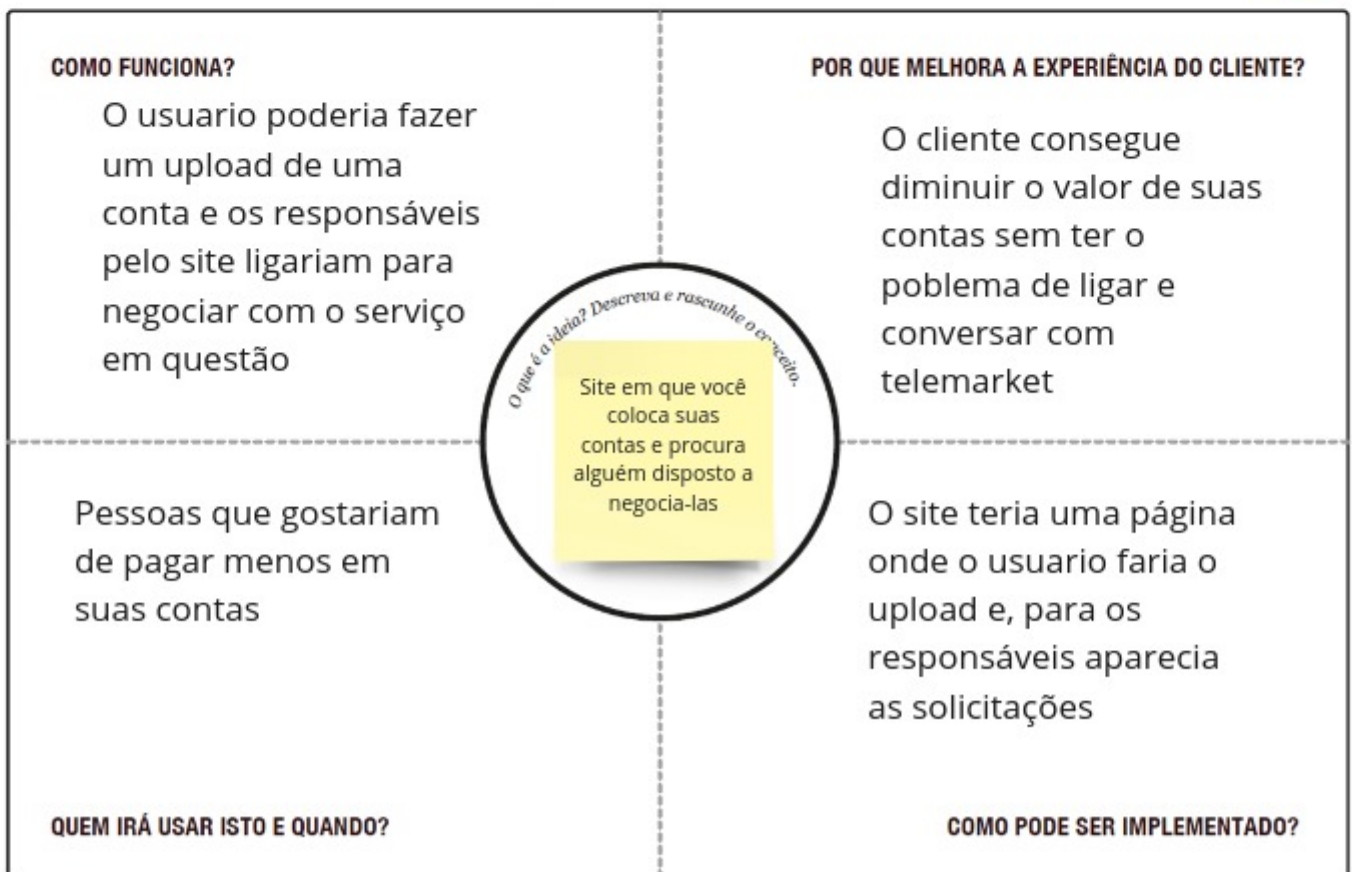 COMO FUNCIONA?
O usuario poderia fazer
um upload de uma
conta e os responsáveis
pelo site ligariam para
negociar com o serviço
em questão
POR QUE MELHORA A EXPERIÊNCIA DO CLIENTE?
O cliente consegue
diminuir o valor de suas
contas sem ter o
poblema de ligar e
conversar com
telemarket
O que é a ideia? Descreva e rascunhe o conceito.
Site em que você
coloca suas
contas e procura
alguém disposto a
negocia-las
Pessoas que gostariam
de pagar menos em
suas contas
QUEM IRÁ USAR ISTO E QUANDO?
O site teria uma página
onde o usuario faria o
upload e, para os
responsáveis aparecia
as solicitações
COMO PODE SER IMPLEMENTADO?